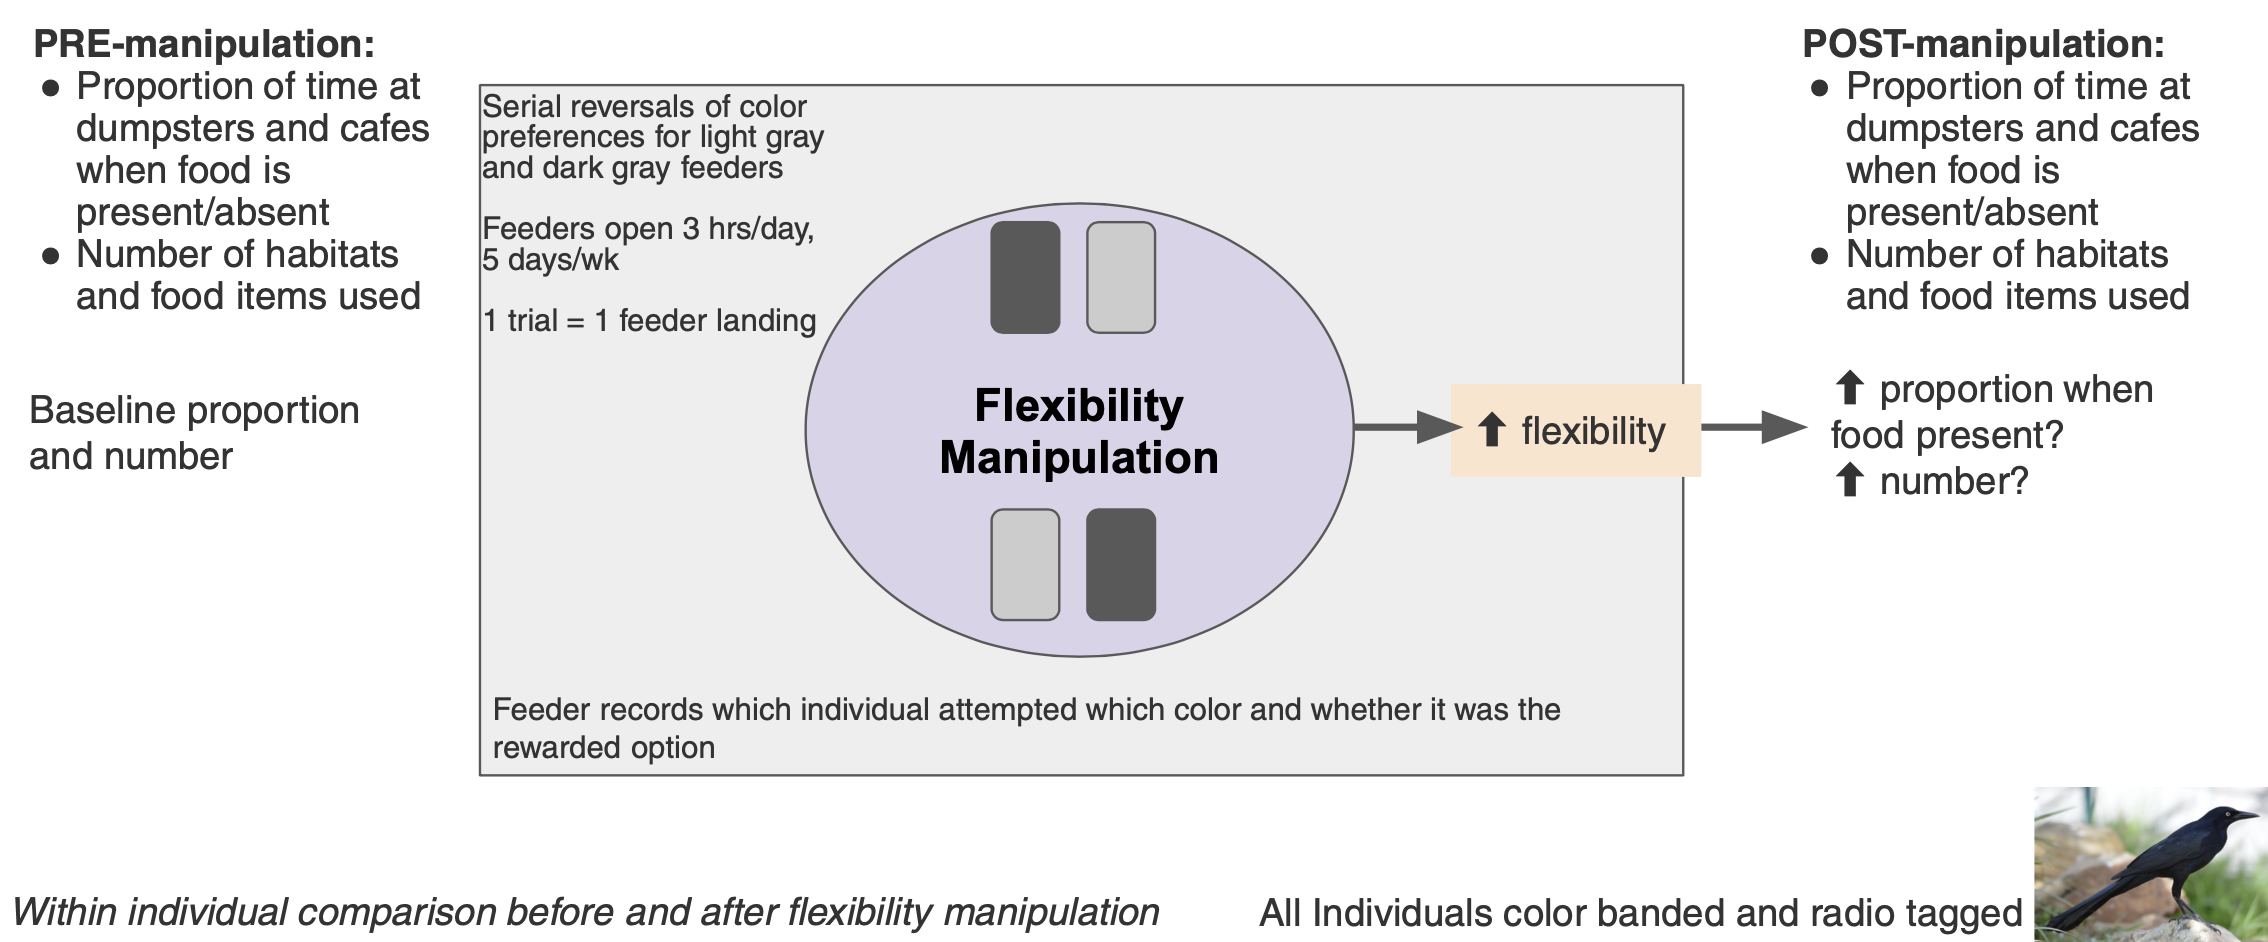 PRE-manipulation:
● Proportion of time at
dumpsters and cafes
when food is
present/absent
● Number of habitats
and food items used
Baseline proportion
and number
Serial reversals of color
preferences for light gray
and dark gray feeders
Feeders open 3 hrs/day,
5 days/wk
1 trial = 1 feeder landing
Flexibility
Manipulation
Feeder records which individual attempted which color and whether it was the
rewarded option
⬆ flexibility
POST-manipulation:
● Proportion of time at
dumpsters and cafes
when food is
present/absent
● Number of habitats
and food items used
⬆ proportion when
food present?
⬆ number?
Within individual comparison before and after flexibility manipulation
All Individuals color banded and radio tagged